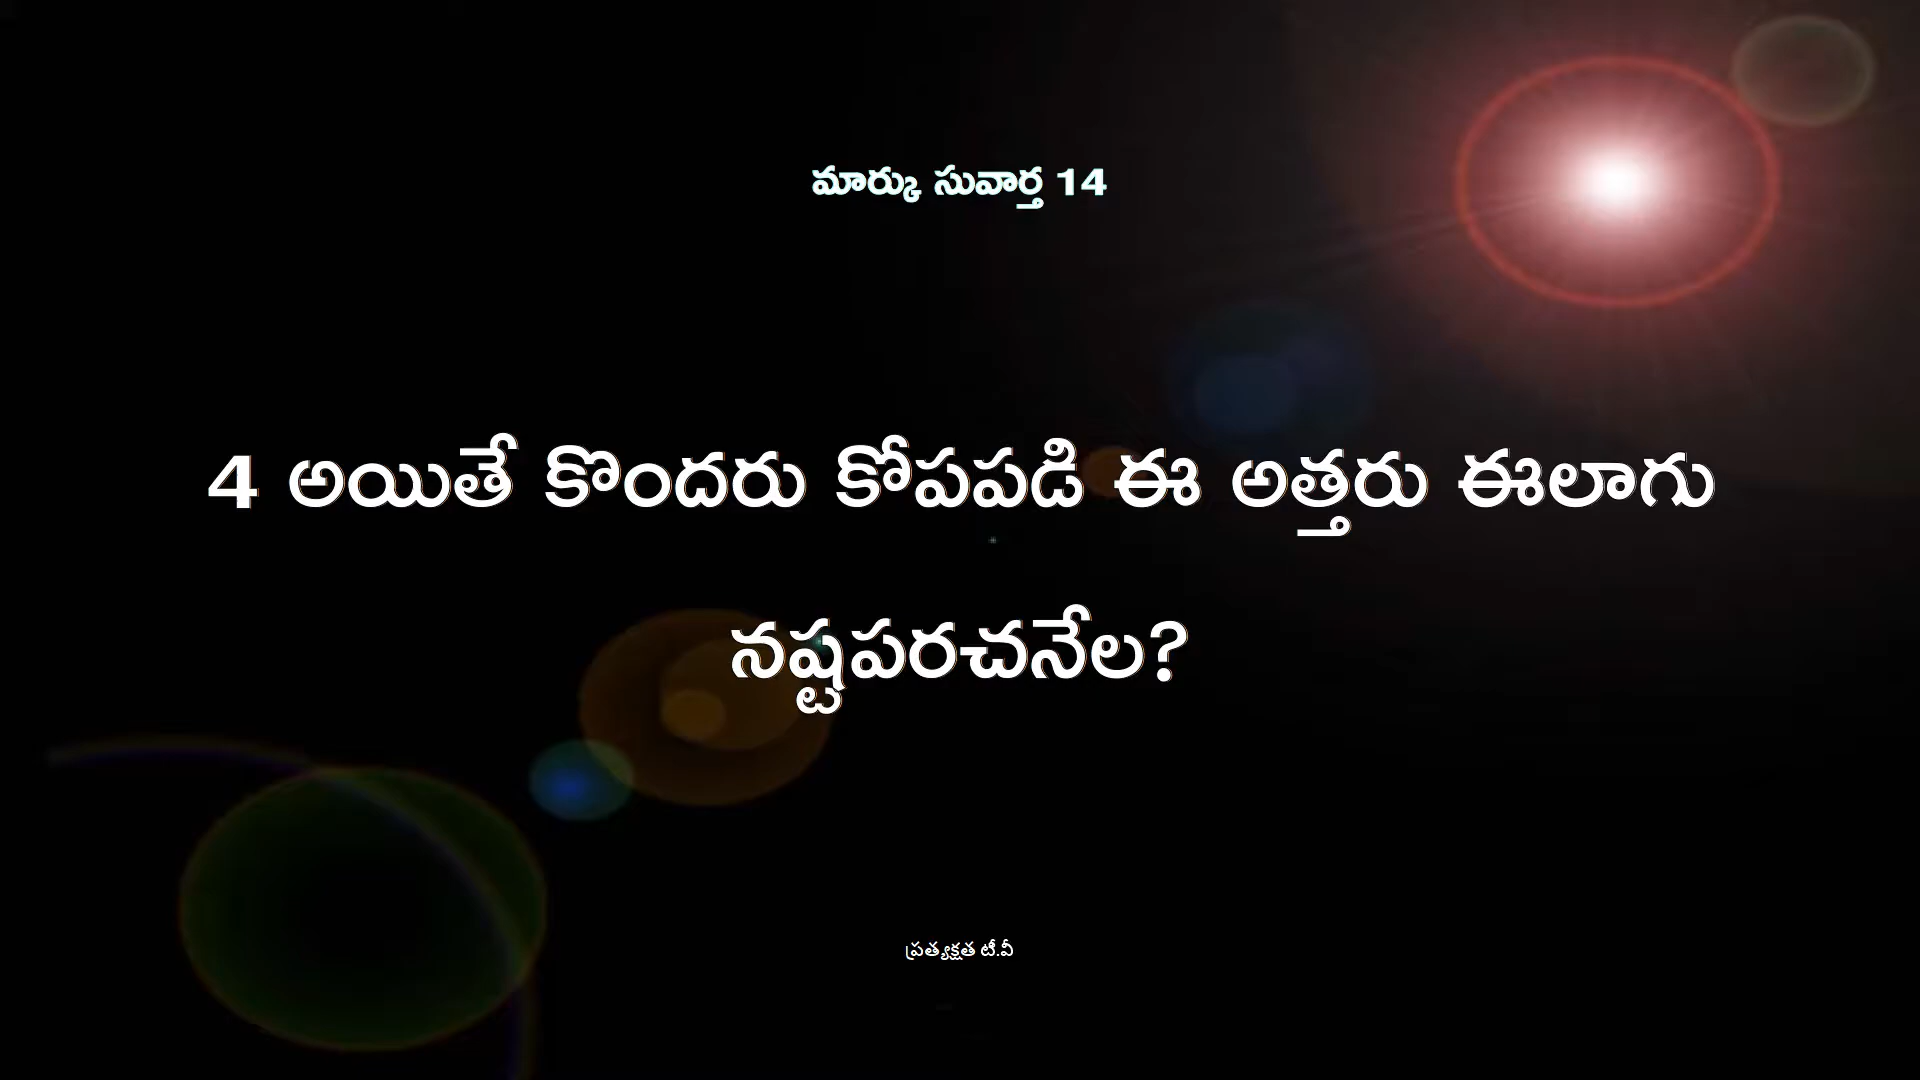 మార్కు సువార్త 14
4 అయితే కొందరు కోపపడి ఈ అత్తరు ఈలాగు
నష్టపరచనేల?
ప్రత్యక్షత టీ.వీ